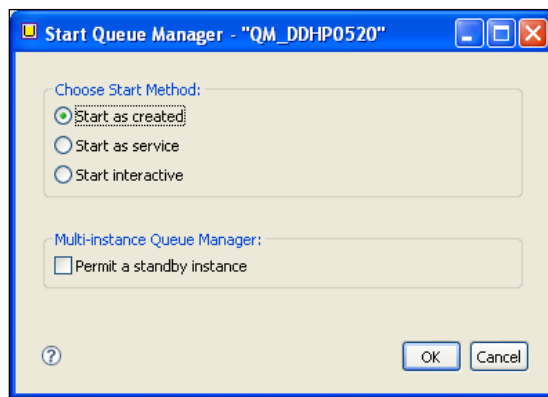 Start Queue Manager - "QM_DDHP0520"
Choose Start Method:
Start as created
Start as service
Start interactive
Multi-instance Queue Manager:
Permit a standby instance
?
OK
Cancel